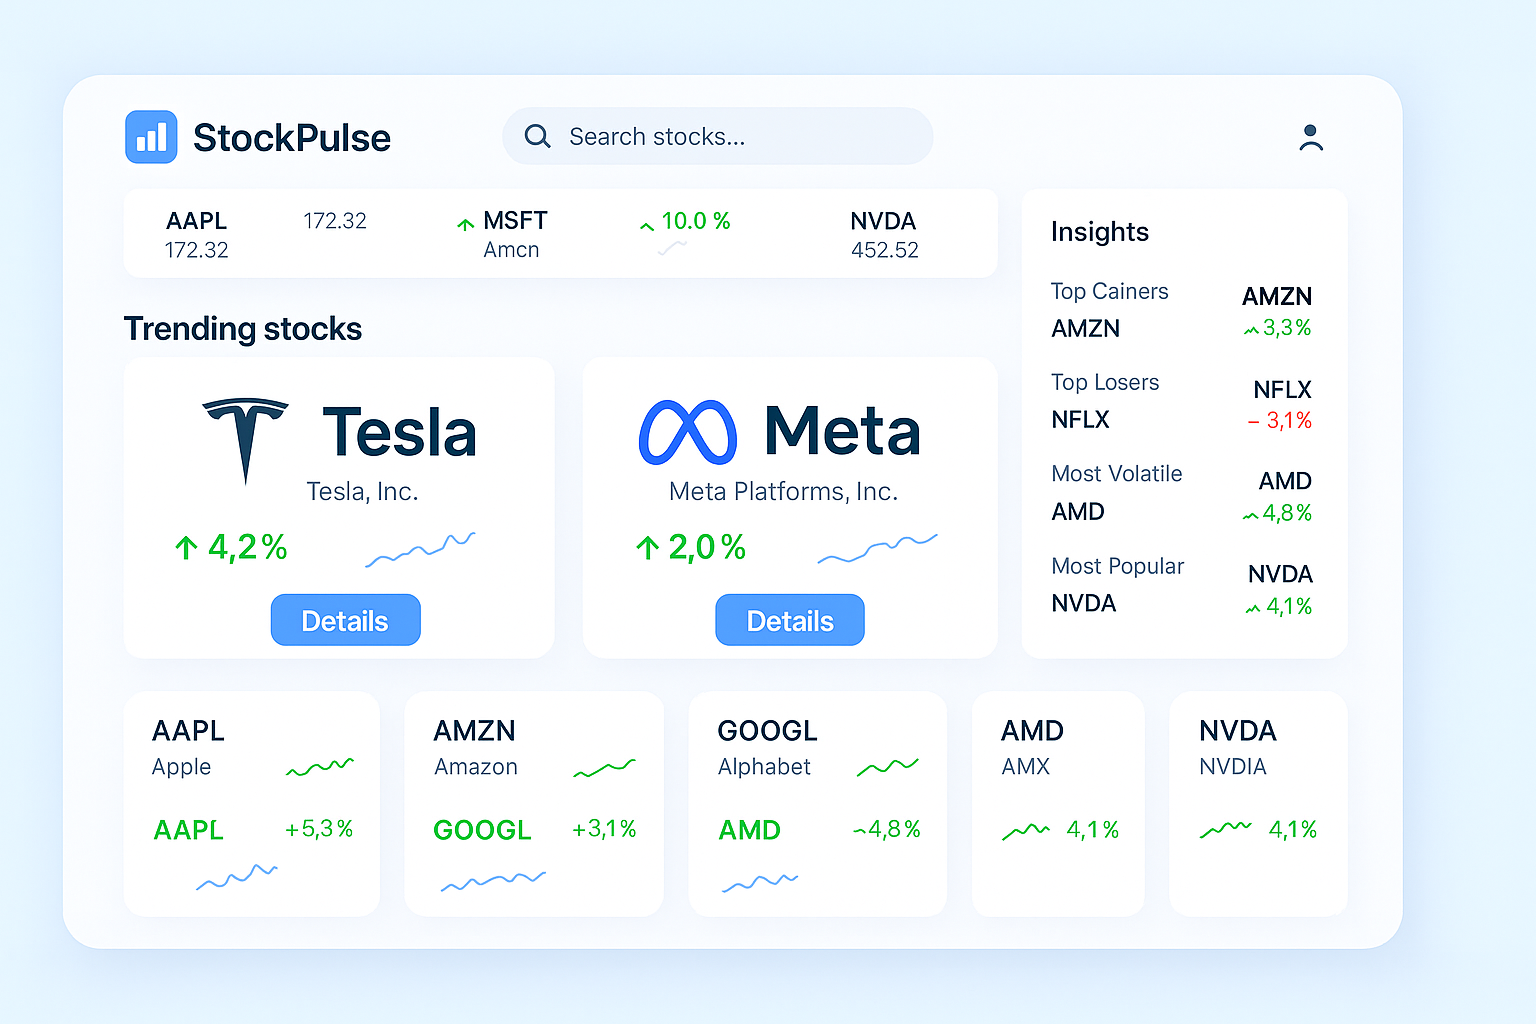 StockPulse
Search stocks...
AAPL 172.32 MSFT 10.0 % NVDA
172.32 Amcn 452.52
Trending stocks
Tesla
Tesla, Inc.
↑ 4,2%
Details
Meta
Meta Platforms, Inc.
↑ 2,0%
Details
Insights
Top Cainers AMZN
AMZN 3,3%
Top Losers NFLX
NFLX – 3,1%
Most Volatile AMD
AMD 4,8%
Most Popular NVDA
NVDA 4,1%
AAPL
Apple
AAPL +5,3%
AMZN
Amazon
GOOGL +3,1%
GOOGL
Alphabet
AMD 4,8%
AMD
AMX
4,1%
NVDA
NVDIA
4,1%